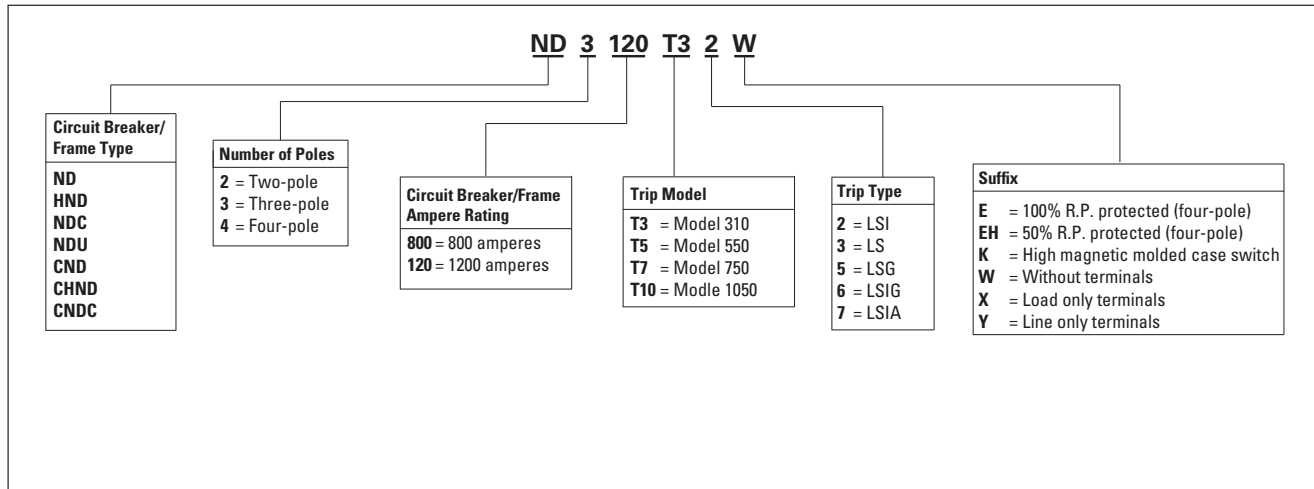 ND 3 120 T3 2 W
Circuit Breaker/
Frame Type
ND
HND
NDC
NDU
CND
CHND
CNDC
Number of Poles
2 = Two-pole
3 = Three-pole
4 = Four-pole
Circuit Breaker/Frame
Ampere Rating
800 = 800 amperes
120 = 1200 amperes
Trip Model
T3 = Model 310
T5 = Model 550
T7 = Model 750
T10 = Modle 1050
Trip Type
2 = LSI
3 = LS
5 = LSG
6 = LSIG
7 = LSIA
Suffix
E = 100% R.P. protected (four-pole)
EH = 50% R.P. protected (four-pole)
K = High magnetic molded case switch
W = Without terminals
X = Load only terminals
Y = Line only terminals